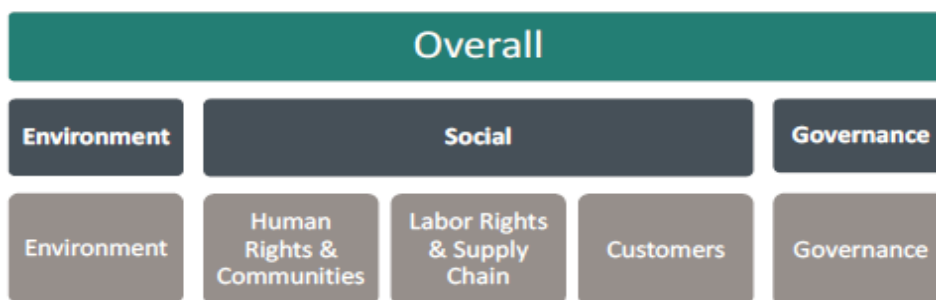 Overall
Environment
Social
Governance
Environment
Human
Rights &
Communities
Labor Rights
& Supply
Chain
Customers
Governance